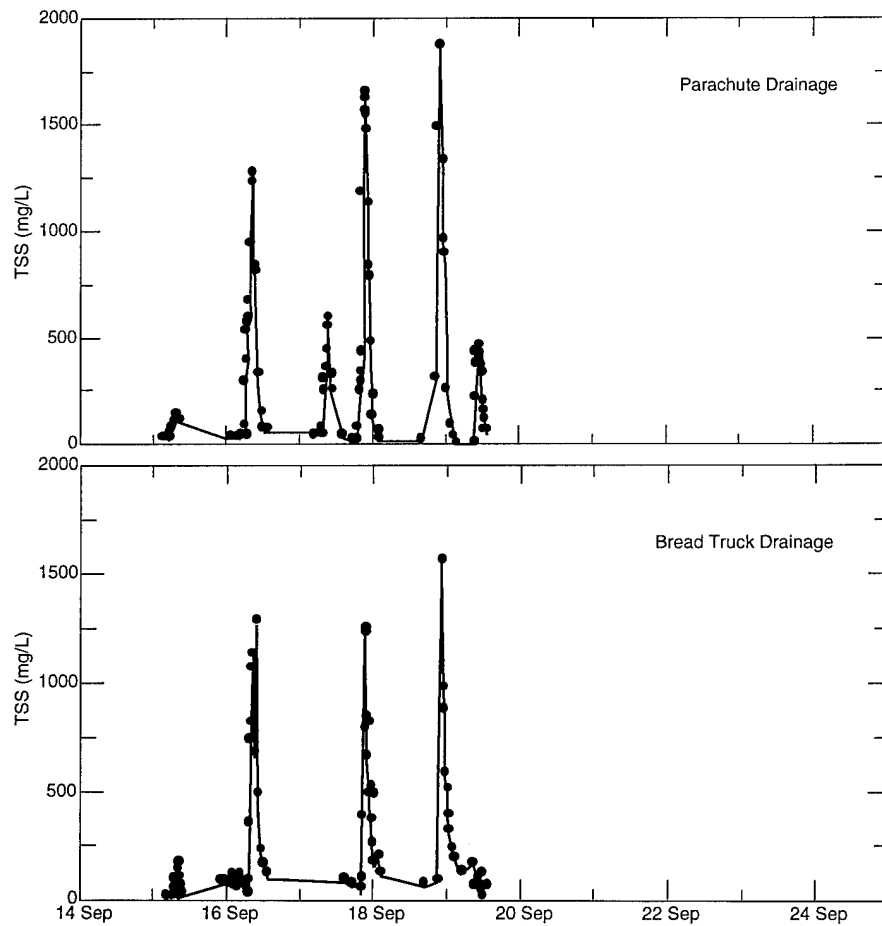 2000
1500
1000
500
0
TSS (mg/L)
Parachute Drainage
2000
1500
1000
500
0
TSS (mg/L)
Bread Truck Drainage
14 Sep
16 Sep
18 Sep
20 Sep
22 Sep
24 Sep